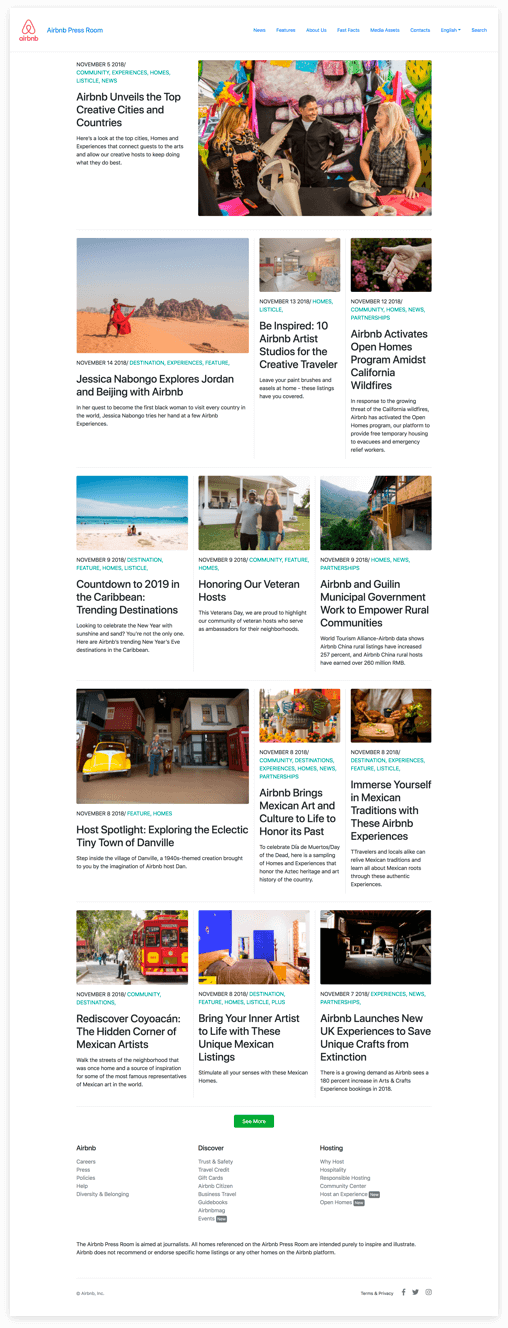 airbnb
Airbnb Press Room
News
Features
About Us
Fast Facts
Media Assets
Contacts
English
Search
NOVEMBER 5 2018/
COMMUNITY, EXPERIENCES, HOMES,
LISTICLE, NEWS
Airbnb Unveils the Top
Creative Cities and
Countries
Here's a look at the top cities, Homes and
Experiences that connect guests to the arts
and allow our creative hosts to keep doing
what they do best.
NOVEMBER 14 2018/ DESTINATION, EXPERIENCES, FEATURE,
Jessica Nabongo Explores Jordan
and Beijing with Airbnb
In her quest to become the first black woman to visit every country in
the world, Jessica Nabongo tries her hand at a few Airbnb
Experiences.
NOVEMBER 13 2018/ HOMES,
LISTICLE,
Be Inspired: 10
Airbnb Artist
Studios for the
Creative Traveler
Leave your paint brushes and
easels at home - these listings
have you covered.
NOVEMBER 12 2018/
COMMUNITY, HOMES, NEWS,
PARTNERSHIPS
Airbnb Activates
Open Homes
Program Amidst
California
Wildfires
In response to the growing
threat of the California wildfires,
Airbnb has activated the Open
Homes program, our platform to
provide free temporary housing
to evacuees and emergency
relief workers.
NOVEMBER 9 2018/ DESTINATION,
FEATURE, HOMES, LISTICLE,
Countdown to 2019 in
the Caribbean:
Trending Destinations
Looking to celebrate the New Year with
sunshine and sand? You're not the only one.
Here are Airbnb's trending New Year's Eve
destinations in the Caribbean.
NOVEMBER 9 2018/ COMMUNITY, FEATURE,
HOMES,
Honoring Our Veteran
Hosts
This Veterans Day, we are proud to highlight
our community of veteran hosts who serve
as ambassadors for their neighborhoods.
NOVEMBER 9 2018/ HOMES, NEWS,
PARTNERSHIPS
Airbnb and Guilin
Municipal Government
Work to Empower Rural
Communities
World Tourism Alliance-Airbnb data shows
Airbnb China rural listings have increased
257 percent, and Airbnb China rural hosts
have earned over 260 million RMB.
NOVEMBER 8 2018/ FEATURE, HOMES
Host Spotlight: Exploring the Eclectic
Tiny Town of Danville
Step inside the village of Danville, a 1940s-themed creation brought
to you by the imagination of Airbnb host Dan.
NOVEMBER 8 2018/
COMMUNITY, DESTINATIONS,
EXPERIENCES, HOMES, NEWS,
PARTNERSHIPS
Airbnb Brings
Mexican Art and
Culture to Life to
Honor its Past
To celebrate Día de Muertos/Day
of the Dead, here is a sampling
of Homes and Experiences that
honor the Aztec heritage and art
history of the country.
NOVEMBER 8 2018/
DESTINATION, EXPERIENCES,
FEATURE, LISTICLE,
Immerse Yourself
in Mexican
Traditions with
These Airbnb
Experiences
TTravelers and locals alike can
relive Mexican traditions and
learn all about Mexican roots
through these authentic
Experiences.
NOVEMBER 8 2018/ COMMUNITY,
DESTINATIONS,
Rediscover Coyoacán:
The Hidden Corner of
Mexican Artists
Walk the streets of the neighborhood that
was once home and a source of inspiration
for some of the most famous representatives
of Mexican art in the world.
NOVEMBER 8 2018/ DESTINATION,
FEATURE, HOMES, LISTICLE, PLUS
Bring Your Inner Artist
to Life with These
Unique Mexican
Listings
Stimulate all your senses with these Mexican
Homes.
NOVEMBER 7 2018/ EXPERIENCES, NEWS,
PARTNERSHIPS,
Airbnb Launches New
UK Experiences to Save
Unique Crafts from
Extinction
There is a growing demand as Airbnb sees a
180 percent increase in Arts & Crafts
Experience bookings in 2018.
See More
Airbnb
Careers
Press
Policies
Help
Diversity & Belonging
Discover
Trust & Safety
Travel Credit
Gift Cards
Airbnb Citizen
Business Travel
Guidebooks
Airbnbmag
Events New
Hosting
Why Host
Hospitality
Responsible Hosting
Community Center
Host an Experience New
Open Homes New
The Airbnb Press Room is aimed at journalists. All homes referenced on the Airbnb Press Room are intended purely to inspire and illustrate.
Airbnb does not recommend or endorse specific home listings or any other homes on the Airbnb platform.
© Airbnb, Inc.
Terms & Privacy